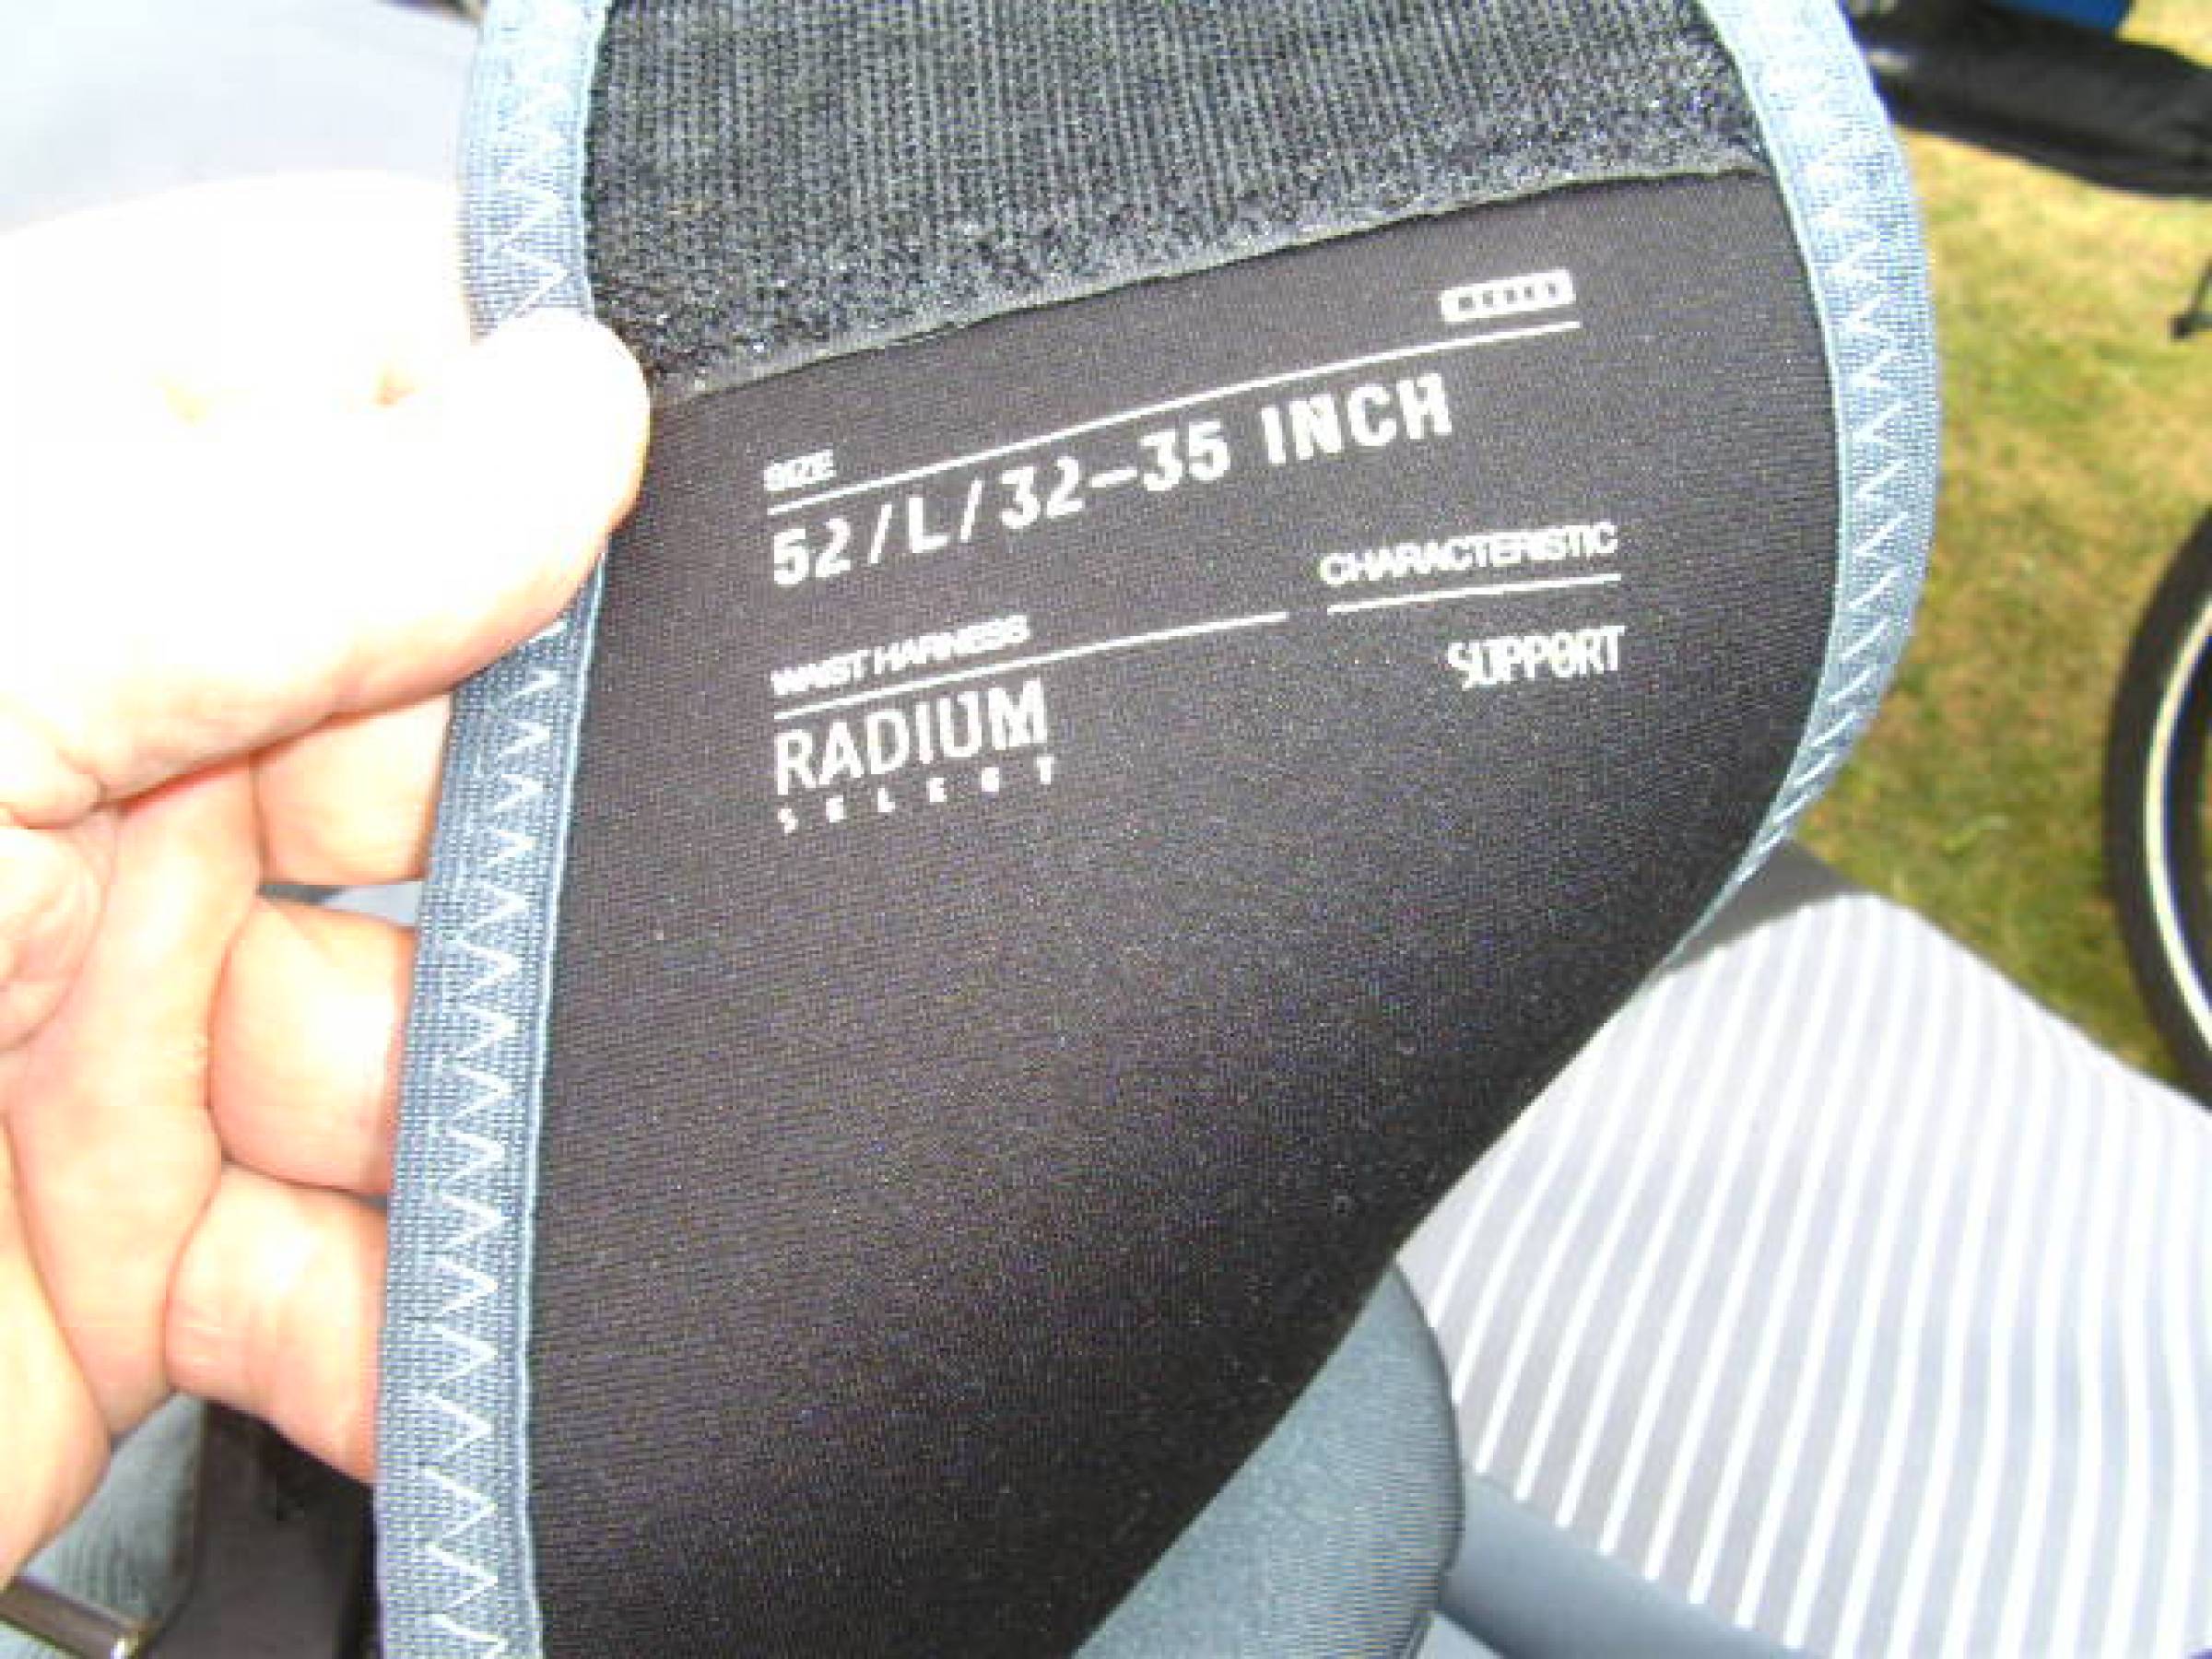 SIZE
52/L/32-35 INCH
CHARACTERISTIC
WAIST HARNESS
SUPPORT
RADIUM
SELECT